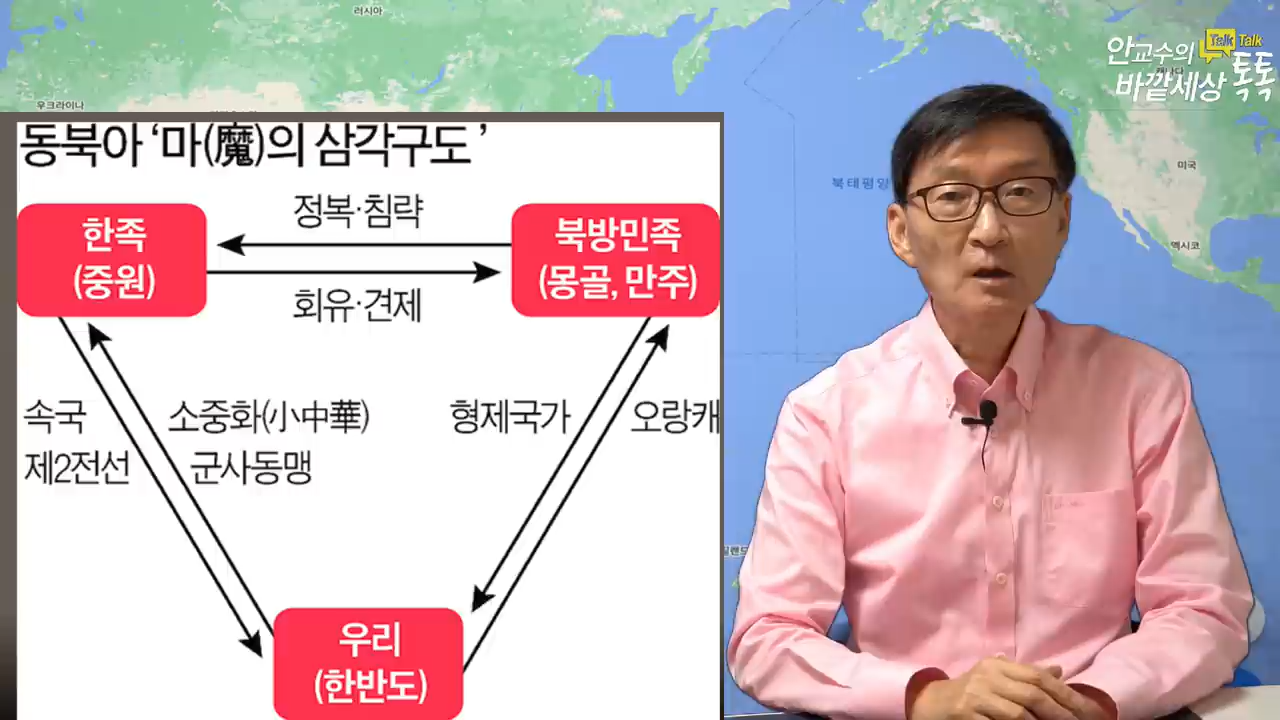 러시아
우크라이나
안교수의 Talk Talk
바깥세상 톡톡
캐나다
북태평양
미국
멕시코
동북아 ‘마(魔)의 삼각구도’
정복·침략
한족
(중원)
북방민족
(몽골, 만주)
회유·견제
속국
제2전선
소중화(小中華)
군사동맹
형제국가
오랑캐
우리
(한반도)